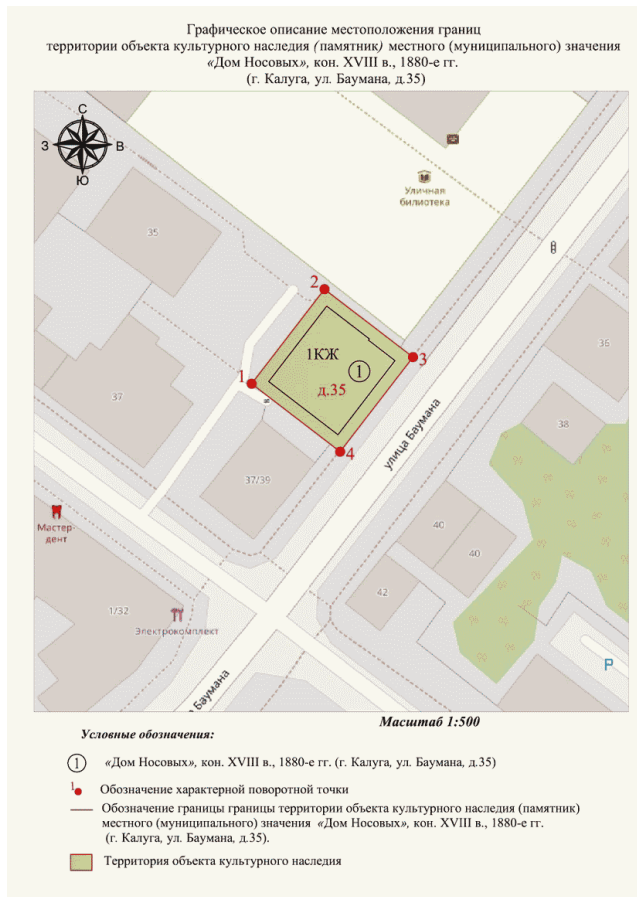 Графическое описание местоположения границ
территории объекта культурного наследия (памятник) местного (муниципального) значения
«Дом Носовых», кон. XVIII в., 1880-е гг.
(г. Калуга, ул. Баумана, д.35)
С
З
В
Ю
Уличная
билиотека
35
2
1КЖ
1
3
д.35
1
36
37
4
улица Баумана
38
37/39
40
40
Мастер-
дент
42
1/32
Электрокомплект
P
Баумана
Масштаб 1:500
Условные обозначения:
1 «Дом Носовых», кон. XVIII в., 1880-е гг. (г. Калуга, ул. Баумана, д.35)
1 Обозначение характерной поворотной точки
Обозначение границы границы территории объекта культурного наследия (памятник)
местного (муниципального) значения «Дом Носовых», кон. XVIII в., 1880-е гг.
(г. Калуга, ул. Баумана, д.35).
Территория объекта культурного наследия